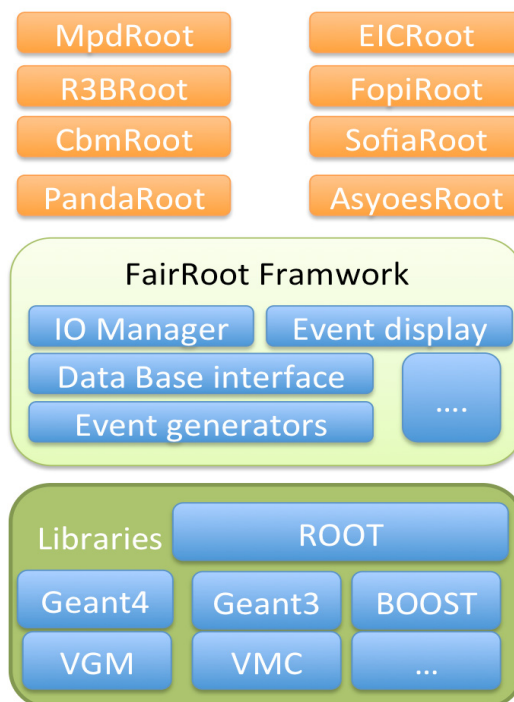 MpdRoot EICRoot
R3BRoot FopiRoot
CbmRoot SofiaRoot
PandaRoot AsyoesRoot
FairRoot Framwork
IO Manager Event display
Data Base interface
....
Event generators
Libraries ROOT
Geant4 Geant3 BOOST
VGM VMC ...